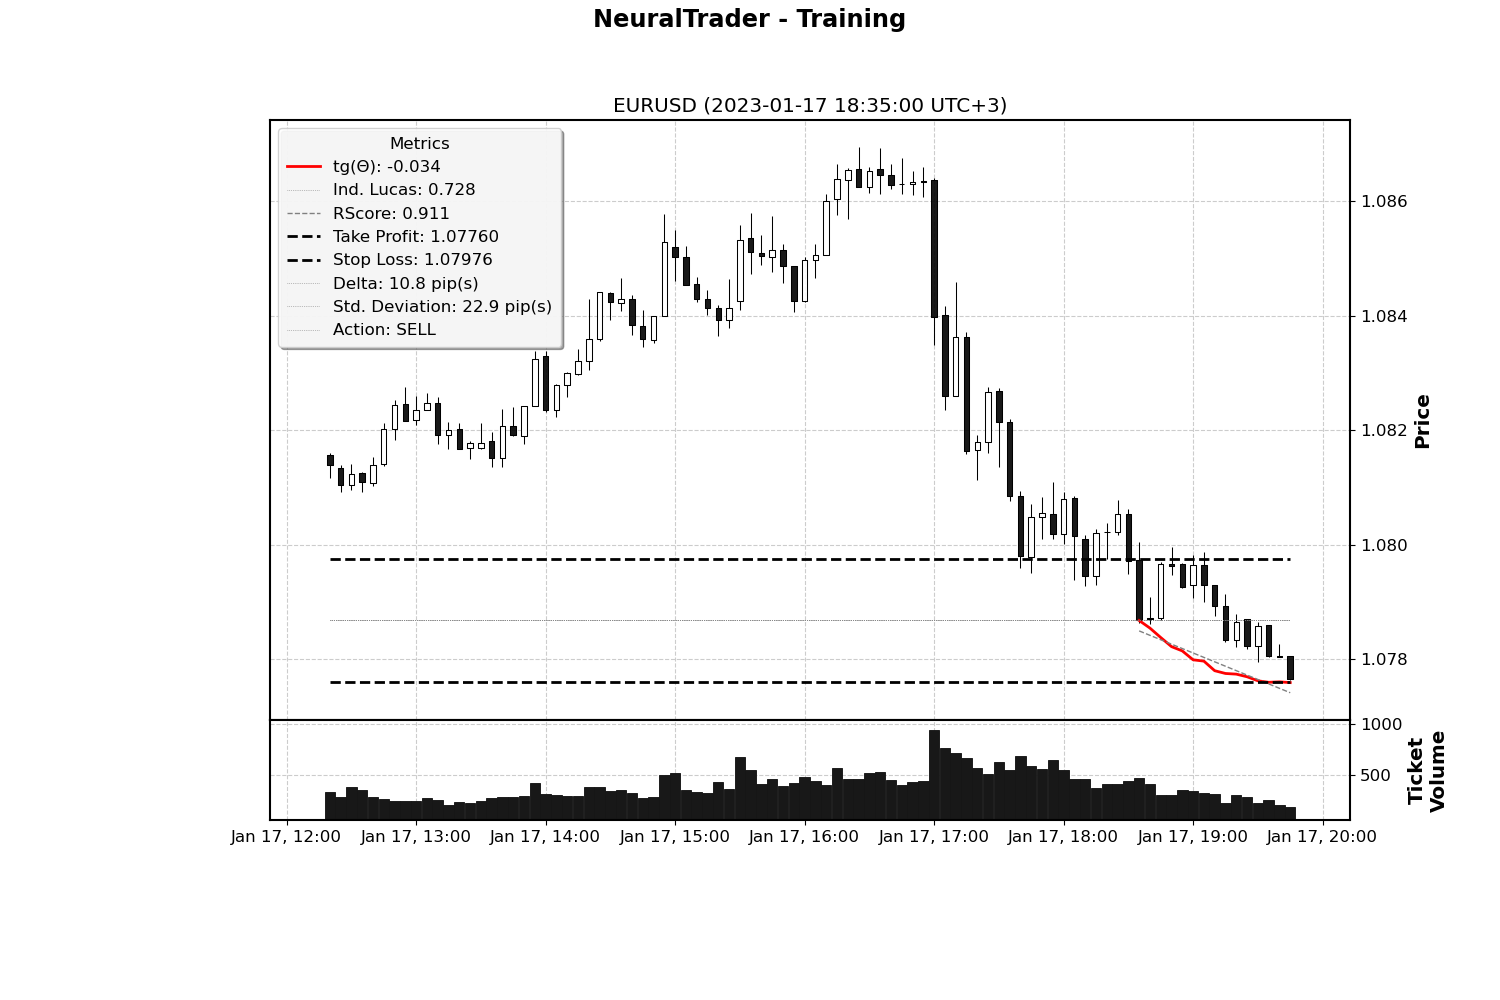 NeuralTrader - Training
EURUSD (2023-01-17 18:35:00 UTC+3)
Metrics
tg(Θ): -0.034
Ind. Lucas: 0.728
RScore: 0.911
Take Profit: 1.07760
Stop Loss: 1.07976
Delta: 10.8 pip(s)
Std. Deviation: 22.9 pip(s)
Action: SELL
1.086
1.084
1.082
1.080
1.078
Price
1000
500
Ticket
Volume
Jan 17, 12:00 Jan 17, 13:00 Jan 17, 14:00 Jan 17, 15:00 Jan 17, 16:00 Jan 17, 17:00 Jan 17, 18:00 Jan 17, 19:00 Jan 17, 20:00